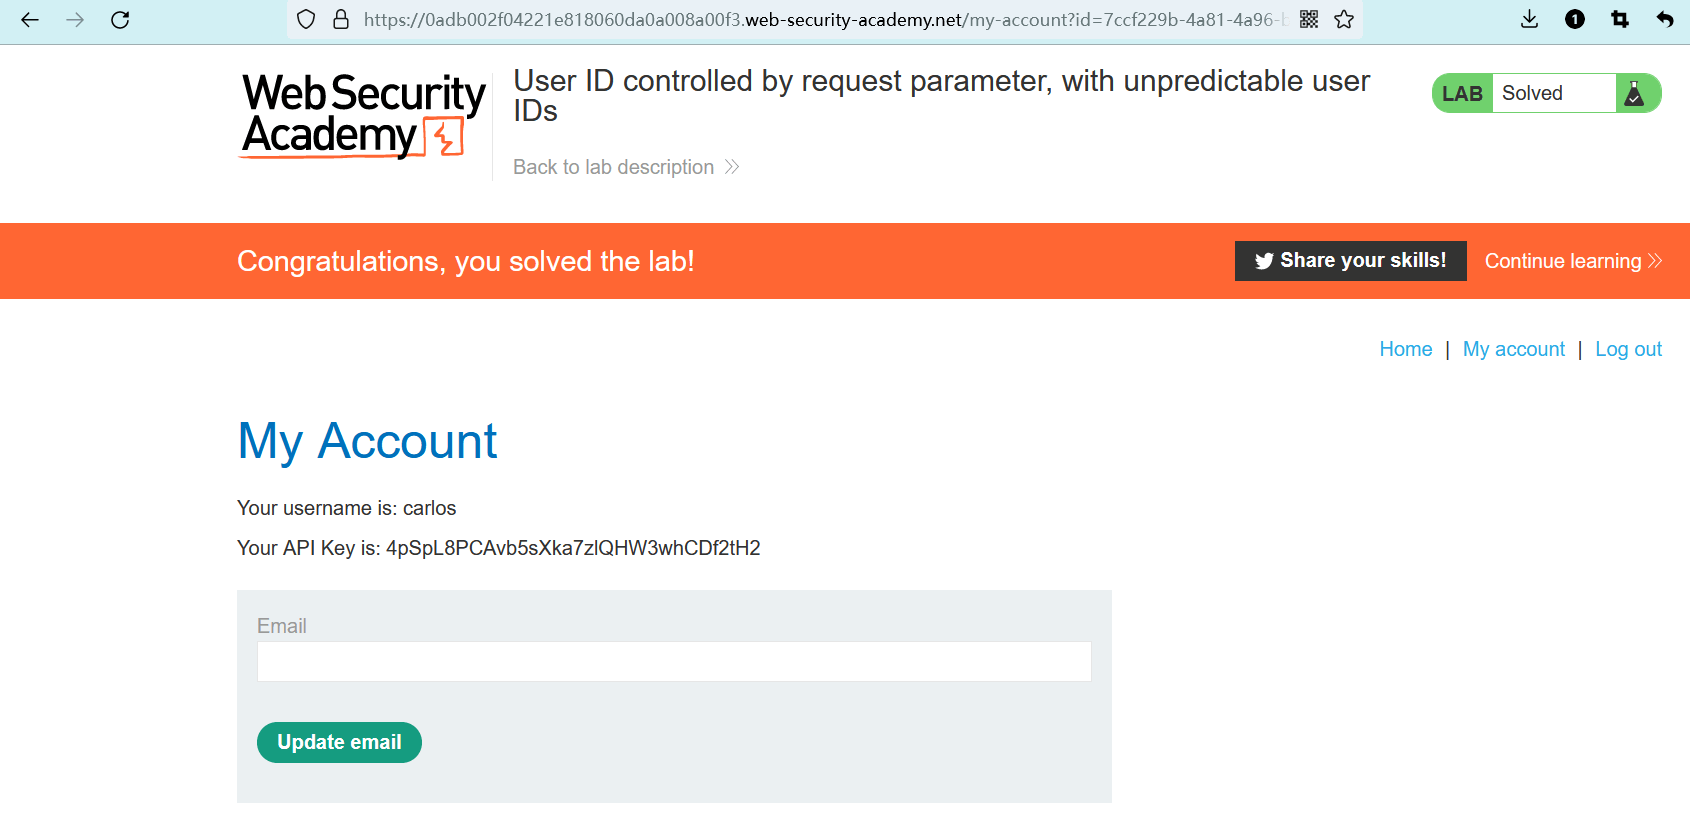 https://0adb002f04221e818060da0a008a00f3.web-security-academy.net/my-account?id=7ccf229b-4a81-4a96-
1
Web Security
Academy
User ID controlled by request parameter, with unpredictable user
IDs
Back to lab description
LAB Solved
Congratulations, you solved the lab!
Share your skills!
Continue learning
Home | My account | Log out
My Account
Your username is: carlos
Your API Key is: 4pSpL8PCAvb5sXka7zlQHW3whCDf2tH2
Email
Update email